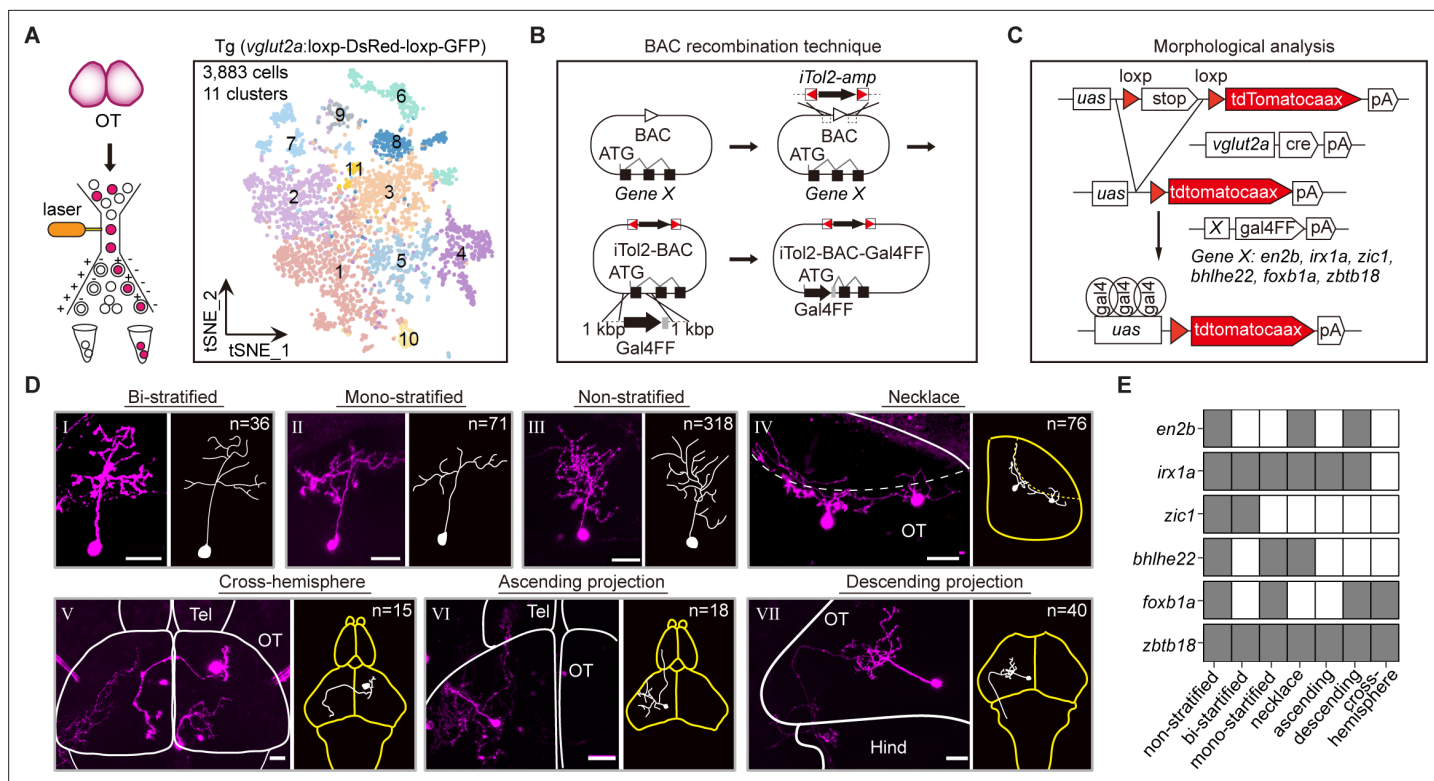 A
Tg (vglut2a:loxp-DsRed-loxp-GFP)
3,883 cells
11 clusters
OT
laser
+ - + - + - + -
1
2
3
4
5
6
7
8
9
10
11
tSNE_2
tSNE_1
B
BAC recombination technique
iTol2-amp
BAC
ATG
Gene X
BAC
ATG
Gene X
iTol2-BAC
ATG
1 kbp
1 kbp
Gal4FF
iTol2-BAC-Gal4FF
ATG
Gal4FF
C
Morphological analysis
loxp
loxp
uas
stop
tdTomatocaax
pA
vglut2a
cre
pA
uas
tdtomatocaax
pA
X
gal4FF
pA
Gene X: en2b, irx1a, zic1,
bhlhe22, foxb1a, zbtb18
gal4
gal4
gal4
uas
tdtomatocaax
pA
D
Bi-stratified
I
n=36
Mono-stratified
II
n=71
Non-stratified
III
n=318
Necklace
IV
OT
n=76
Cross-hemisphere
V
Tel
OT
n=15
Ascending projection
VI
Tel
OT
n=18
Descending projection
VII
OT
Hind
n=40
E
en2b
irx1a
zic1
bhlhe22
foxb1a
zbtb18
non-stratified
bi-startified
mono-startified
necklace
ascending
descending
cross-
hemisphere